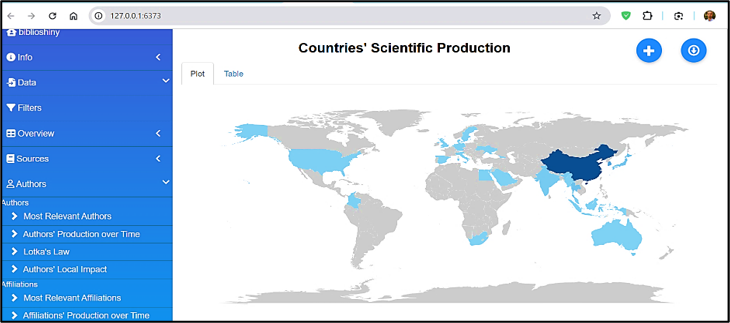 127.0.0.1:6373
biblioshiny
Info
Data
Filters
Overview
Sources
Authors
Authors
Most Relevant Authors
Authors' Production over Time
Lotka's Law
Authors' Local Impact
Affiliations
Most Relevant Affiliations
Affiliations' Production over Time
Countries' Scientific Production
Plot Table